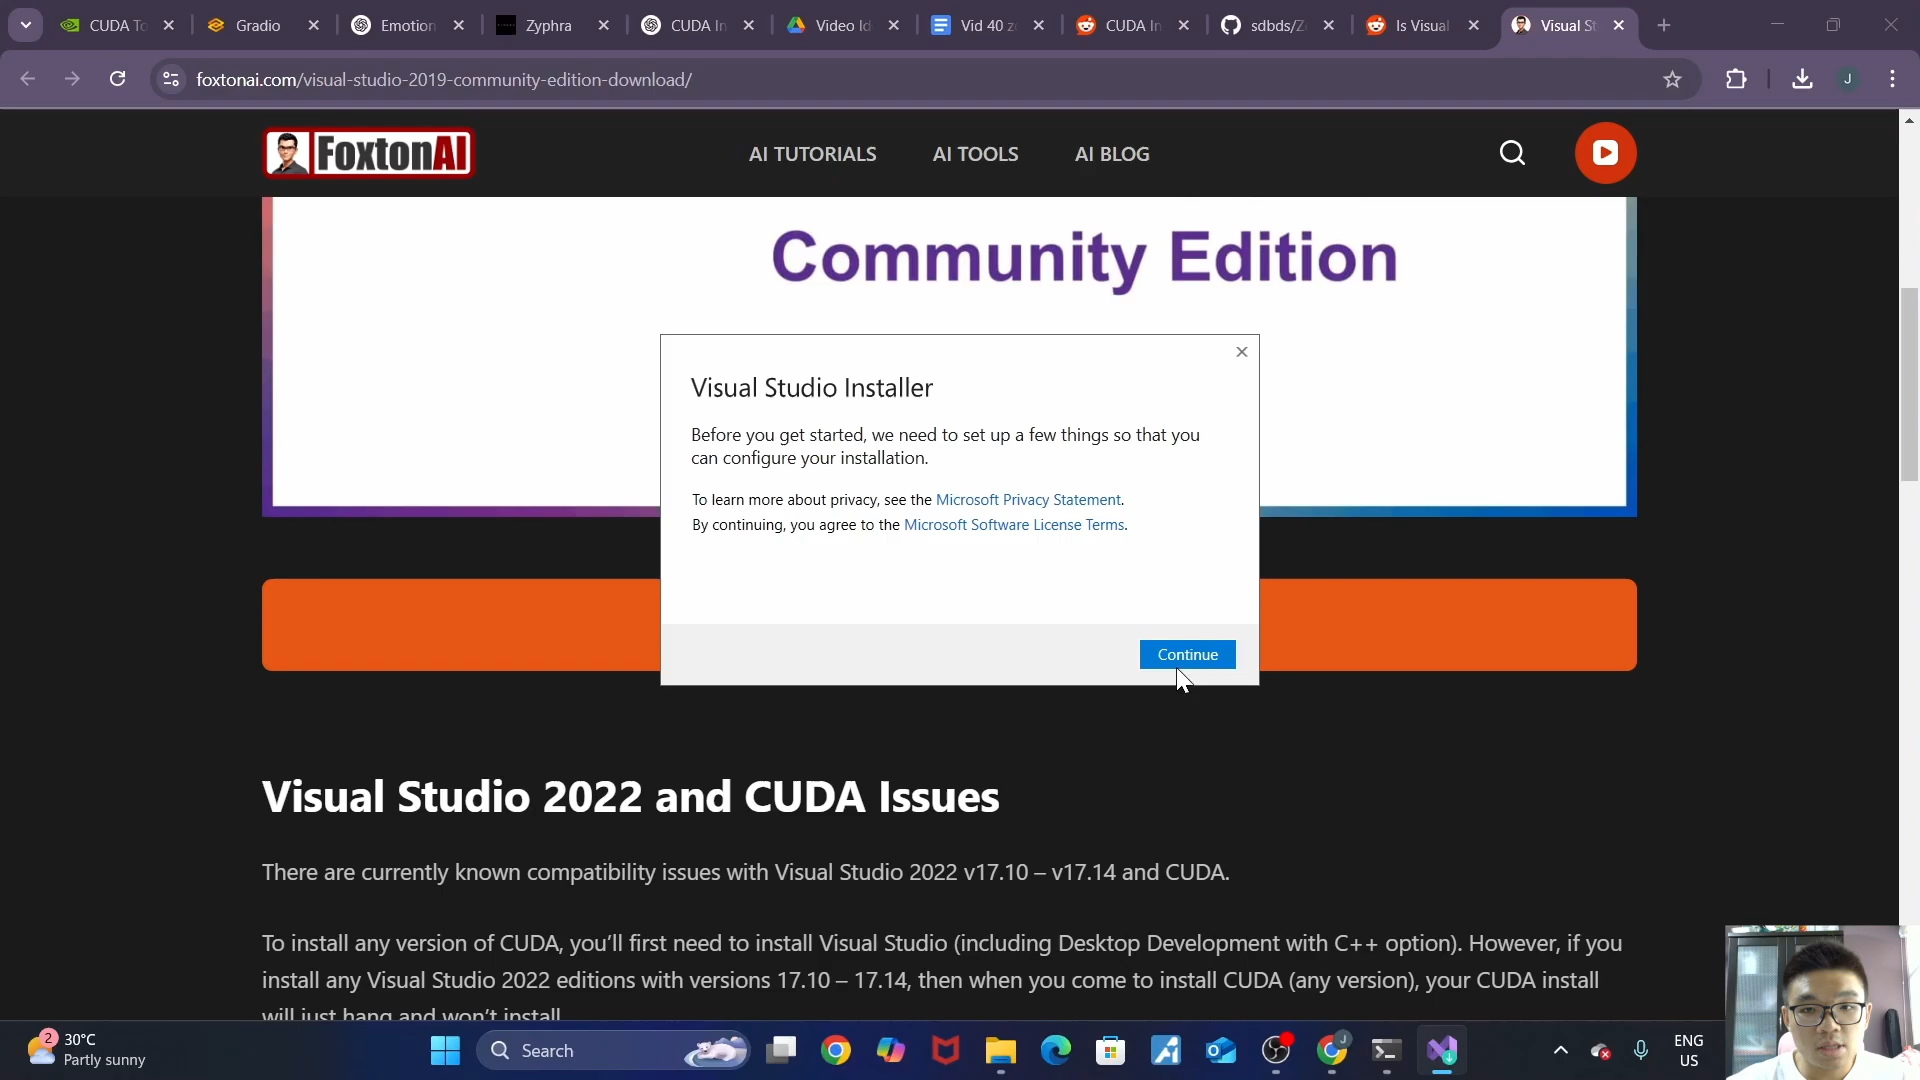 CUDA To
Gradio
Emotion
Zyphra
CUDA In
Video Id
Vid 40 z
CUDA In
sdbds/Z
Is Visual
Visual St
foxtonai.com/visual-studio-2019-community-edition-download/
J
FoxtonAI
AI TUTORIALS
AI TOOLS
AI BLOG
Community Edition
Visual Studio Installer
Before you get started, we need to set up a few things so that you
can configure your installation.
To learn more about privacy, see the Microsoft Privacy Statement.
By continuing, you agree to the Microsoft Software License Terms.
Continue
Visual Studio 2022 and CUDA Issues
There are currently known compatibility issues with Visual Studio 2022 v17.10 – v17.14 and CUDA.
To install any version of CUDA, you’ll first need to install Visual Studio (including Desktop Development with C++ option). However, if you
install any Visual Studio 2022 editions with versions 17.10 – 17.14, then when you come to install CUDA (any version), your CUDA install
will just hang and won’t install
2
30°C
Partly sunny
Search
J
ENG
US